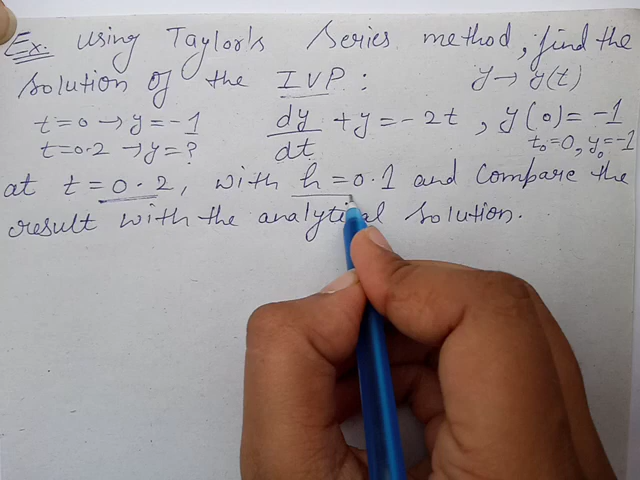 Ex. Using Taylor's Series method, find the
solution of the IVP : y → y(t)
t=0 → y=-1 dy/dt + y = -2t , y(0) = -1
t=0.2 → y=? t₀=0, y₀=-1
at t = 0.2, with h=0.1 and compare the
result with the analytical solution.